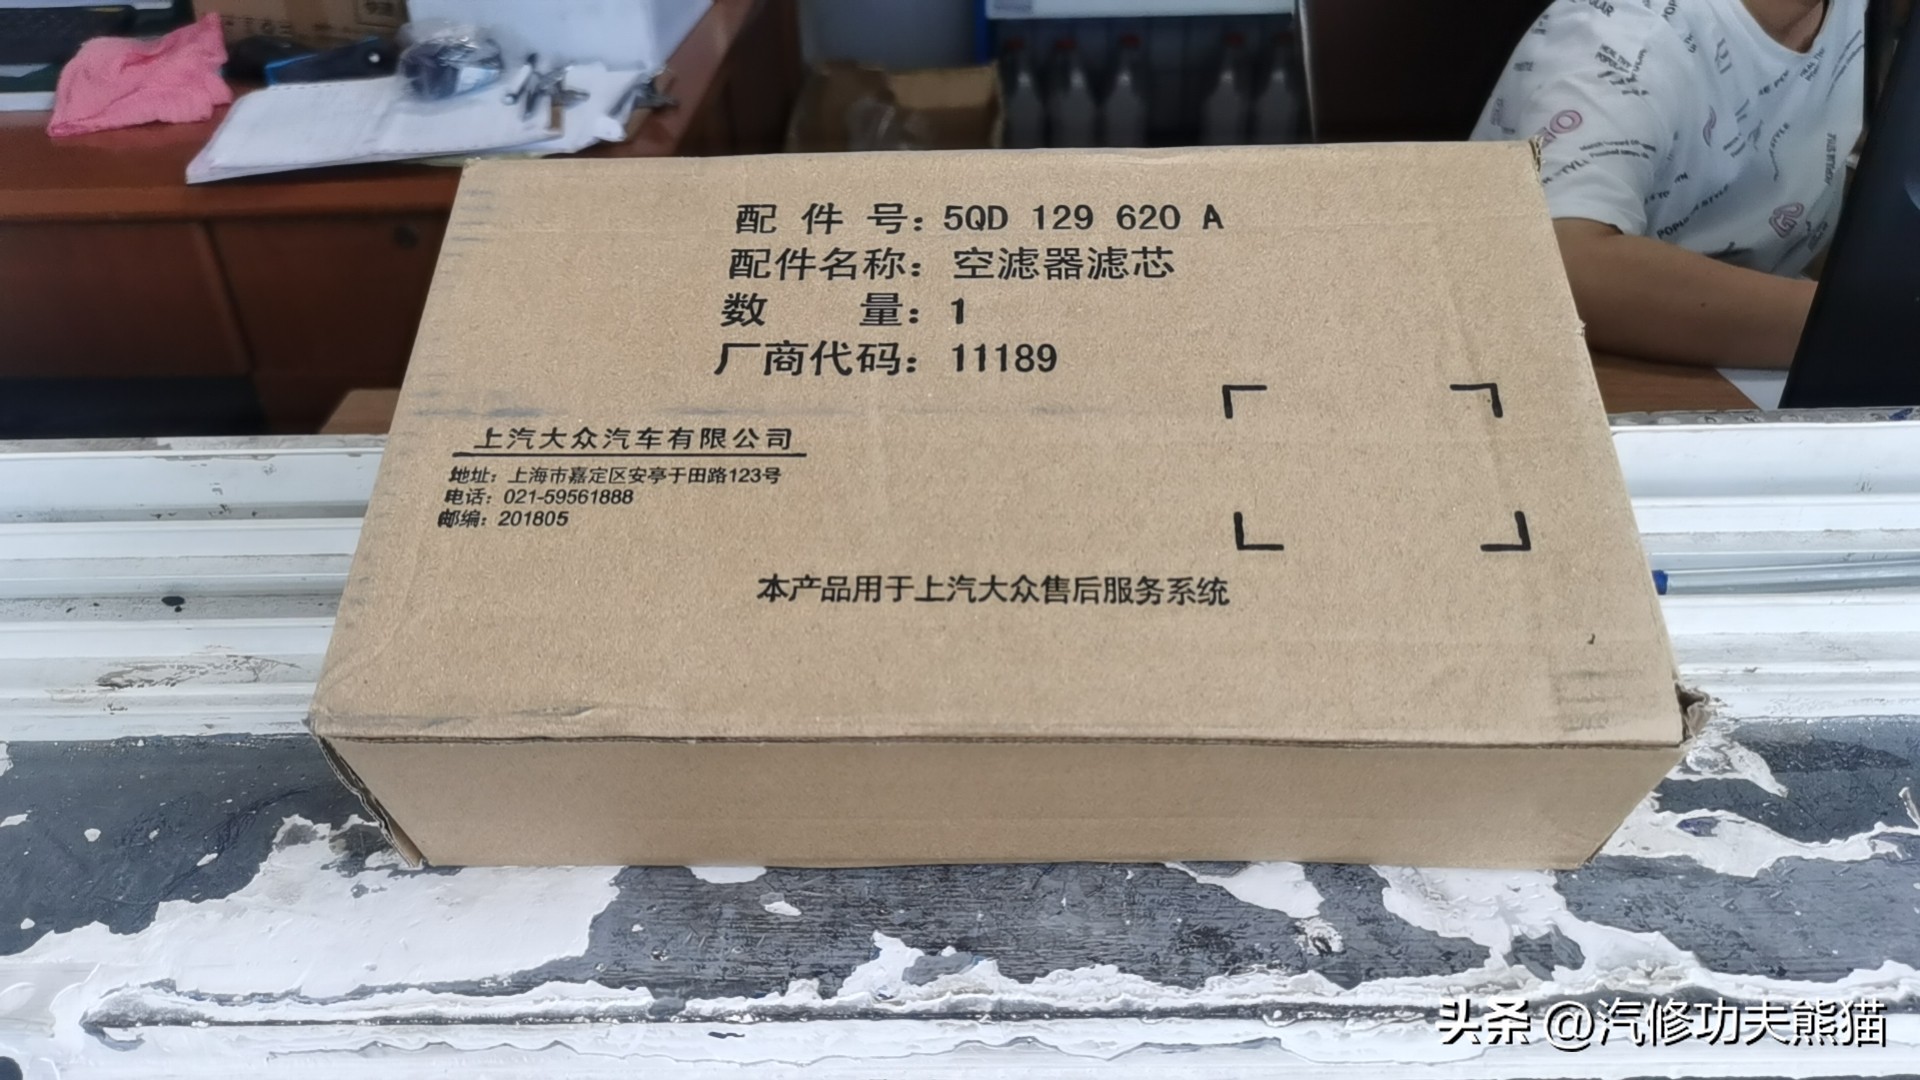 配 件 号：5QD 129 620 A
配件名称：空滤器滤芯
数 量：1
厂商代码：11189
上汽大众汽车有限公司
地址：上海市嘉定区安亭于田路123号
电话：021-59561888
邮编：201805
本产品用于上汽大众售后服务系统
头条 @汽修功夫熊猫